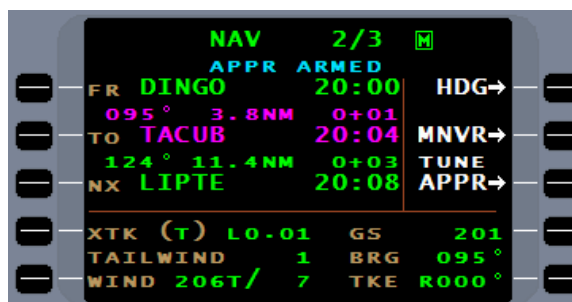 NAV 2/3 M
APPR ARMED
FR DINGO 20:00 HDG→
095° 3.8NM 0+01
TO TACUB 20:04 MNVR→
124° 11.4NM 0+03 TUNE
NX LIPTE 20:08 APPR→
XTK (T) L0.01 GS 201
TAILWIND 1 BRG 095°
WIND 206T/ 7 TKE R000°